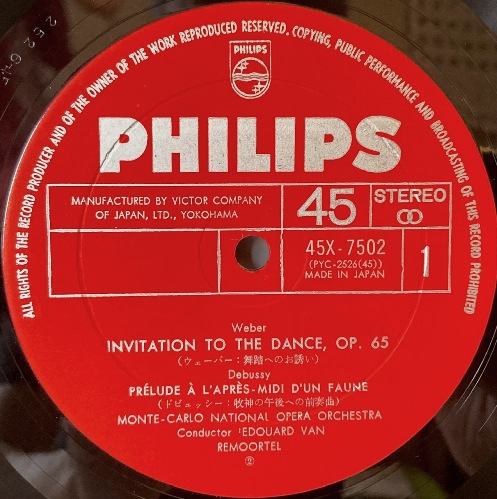 ALL RIGHTS OF THE RECORD PRODUCER AND OF THE OWNER OF THE WORK REPRODUCED RESERVED. COPYING, PUBLIC PERFORMANCE AND BROADCASTING OF THIS RECORD PROHIBITED
PHILIPS
PHILIPS
MANUFACTURED BY VICTOR COMPANY
OF JAPAN, LTD., YOKOHAMA
45
STEREO
45X-7502
(PYC-2526(45))
MADE IN JAPAN
1
Weber
INVITATION TO THE DANCE, OP. 65
(ウェーバー:舞踏へのお誘い)
Debussy
PRÉLUDE À L'APRÈS-MIDI D'UN FAUNE
(ドビュッシー:牧神の午後への前奏曲)
MONTE-CARLO NATIONAL OPERA ORCHESTRA
Conductor :EDOUARD VAN
REMOORTEL
②